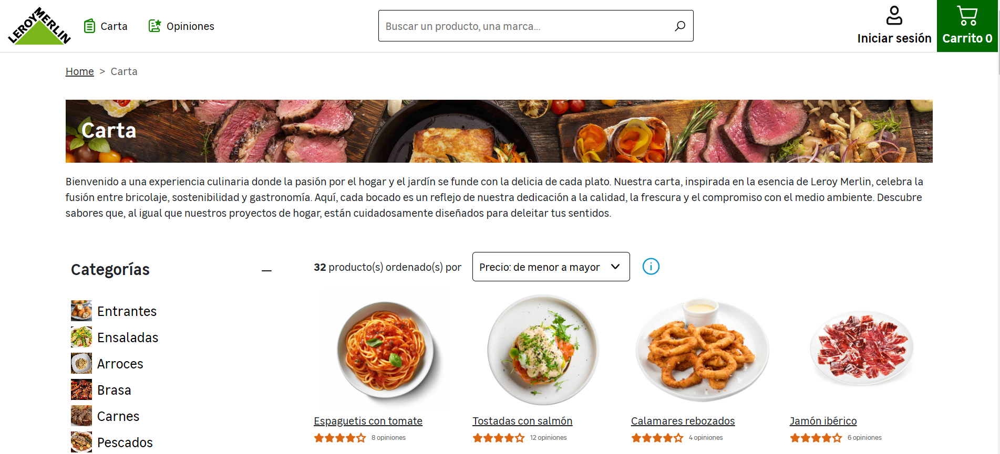 LEROY MERLIN
Carta
Opiniones
Buscar un producto, una marca...
Iniciar sesión
Carrito 0
Home > Carta
Carta
Bienvenido a una experiencia culinaria donde la pasión por el hogar y el jardín se funde con la delicia de cada plato. Nuestra carta, inspirada en la esencia de Leroy Merlin, celebra la
fusión entre bricolaje, sostenibilidad y gastronomía. Aquí, cada bocado es un reflejo de nuestra dedicación a la calidad, la frescura y el compromiso con el medio ambiente. Descubre
sabores que, al igual que nuestros proyectos de hogar, están cuidadosamente diseñados para deleitar tus sentidos.
Categorías
Entrantes
Ensaladas
Arroces
Brasa
Carnes
Pescados
32 producto(s) ordenado(s) por
Precio: de menor a mayor
i
Espaguetis con tomate
8 opiniones
Tostadas con salmón
12 opiniones
Calamares rebozados
4 opiniones
Jamón ibérico
6 opiniones